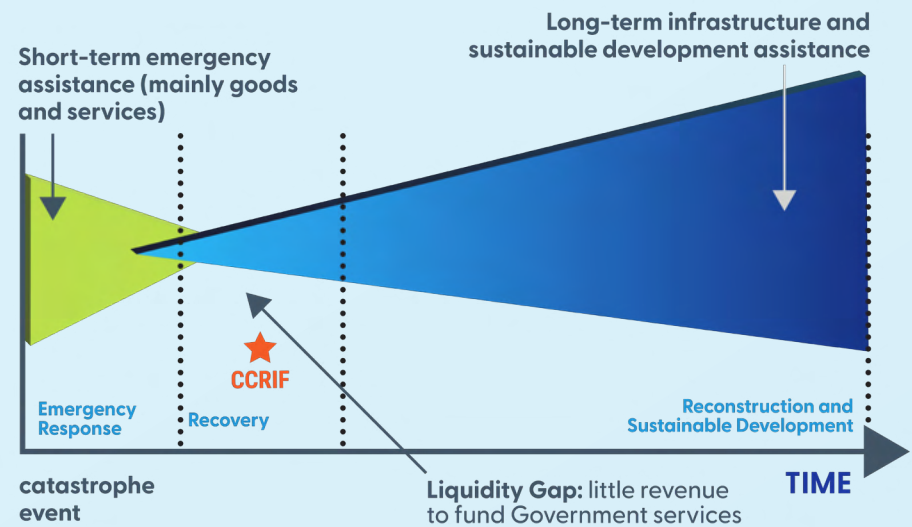 Long-term infrastructure and
sustainable development assistance
Short-term emergency
assistance (mainly goods
and services)
CCRIF
Emergency
Response
Recovery
Reconstruction and
Sustainable Development
catastrophe
event
Liquidity Gap: little revenue
to fund Government services
TIME